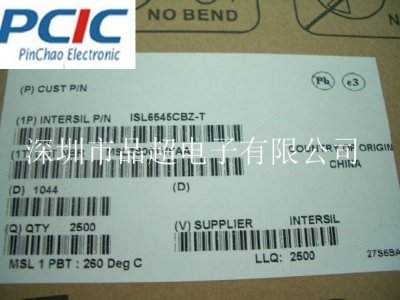 NO BEND
PCIC
PinChao Electronic
Pb
e3
(P) CUST P/N
(1P) INTERSIL P/N ISL6545CBZ-T
深圳市品超电子有限公司
COUNTRY OF ORIGIN
CHINA
(D) 1044 (D)
(Q) QTY 2500
(V) SUPPLIER INTERSIL
MSL 1 PBT : 260 Deg C
LLQ: 2500
27S6BA